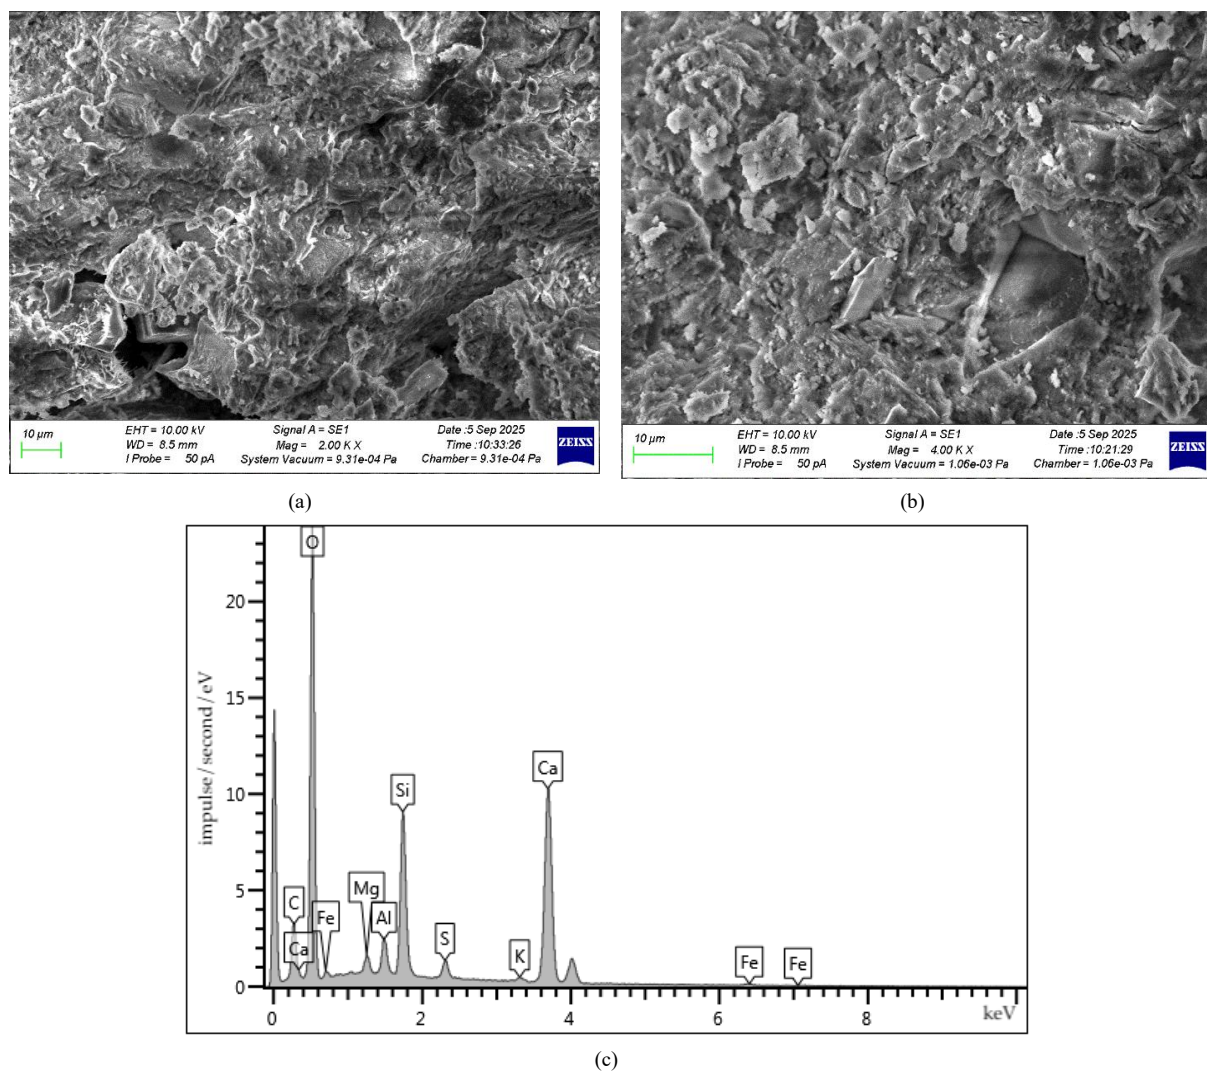 10 µm
EHT = 10.00 kV
WD = 8.5 mm
I Probe = 50 pA
Signal A = SE1
Mag = 2.00 K X
System Vacuum = 9.31e-04 Pa
Date :5 Sep 2025
Time :10:33:26
Chamber = 9.31e-04 Pa
ZEISS
10 µm
EHT = 10.00 kV
WD = 8.5 mm
I Probe = 50 pA
Signal A = SE1
Mag = 4.00 K X
System Vacuum = 1.06e-03 Pa
Date :5 Sep 2025
Time :10:21:29
Chamber = 1.06e-03 Pa
ZEISS
(a)
(b)
impulse/second/eV
20
15
10
5
0
O
Ca
Si
C
Mg
Fe
Al
Ca
S
K
Fe
Fe
0
2
4
6
8
keV
(c)